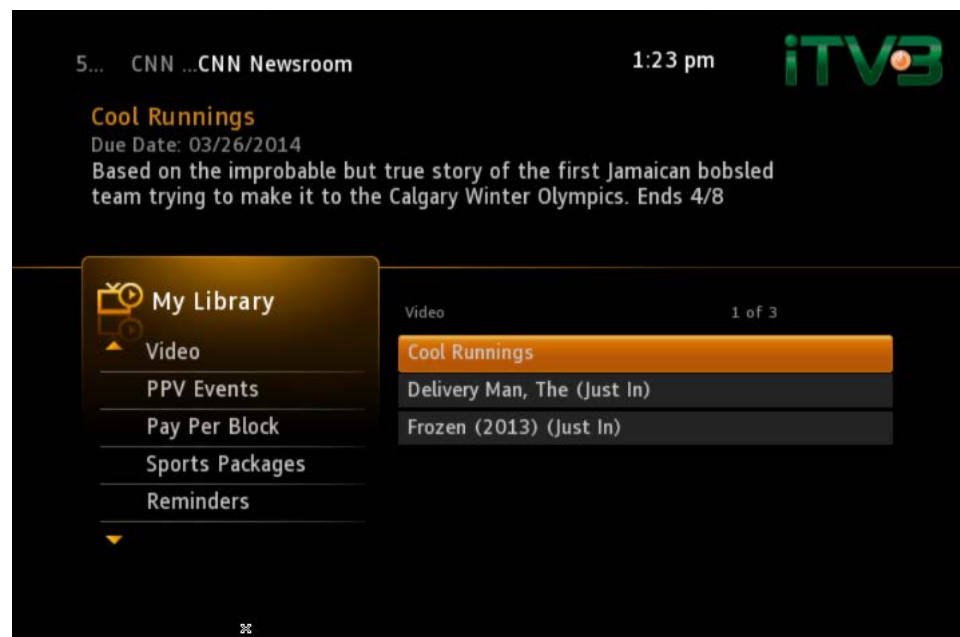 5... CNN ...CNN Newsroom 1:23 pm iTV3
Cool Runnings
Due Date: 03/26/2014
Based on the improbable but true story of the first Jamaican bobsled
team trying to make it to the Calgary Winter Olympics. Ends 4/8
My Library
Video
PPV Events
Pay Per Block
Sports Packages
Reminders
Video 1 of 3
Cool Runnings
Delivery Man, The (Just In)
Frozen (2013) (Just In)